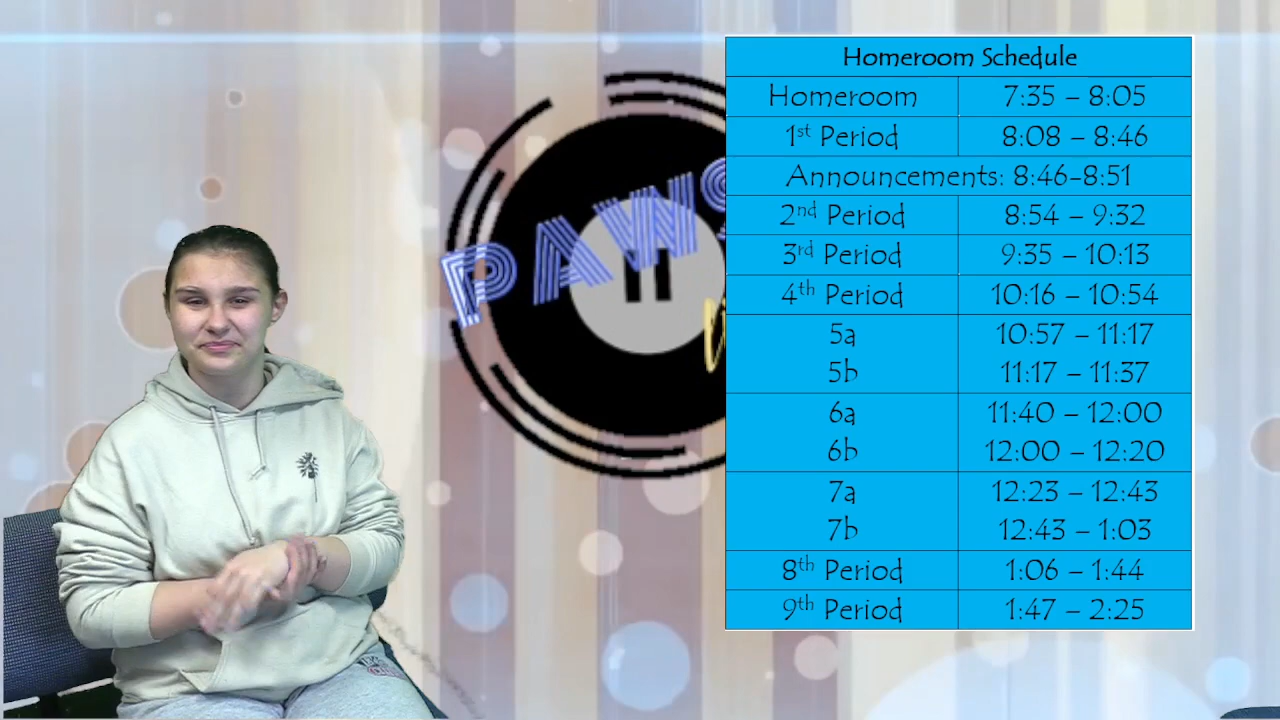 PAWS
Homeroom Schedule
Homeroom 7:35 – 8:05
1st Period 8:08 – 8:46
Announcements: 8:46-8:51
2nd Period 8:54 – 9:32
3rd Period 9:35 – 10:13
4th Period 10:16 – 10:54
5a 10:57 – 11:17
5b 11:17 – 11:37
6a 11:40 – 12:00
6b 12:00 – 12:20
7a 12:23 – 12:43
7b 12:43 – 1:03
8th Period 1:06 – 1:44
9th Period 1:47 – 2:25